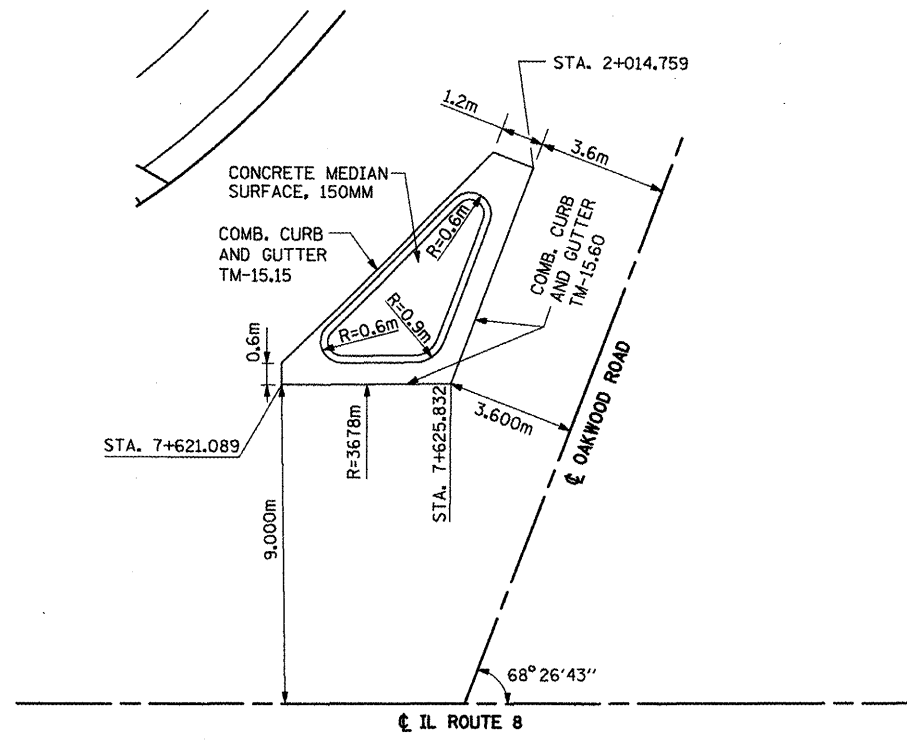 STA. 2+014.759
1.2m
3.6m
CONCRETE MEDIAN
SURFACE, 150MM
COMB. CURB
AND GUTTER
TM-15.15
R=0.6m
COMB. CURB
AND GUTTER
TM-15.60
R=0.9m
R=0.6m
0.6m
STA. 7+621.089
R=3678m
STA. 7+625.832
3.600m
℄ OAKWOOD ROAD
9.000m
68° 26'43"
℄ IL ROUTE 8